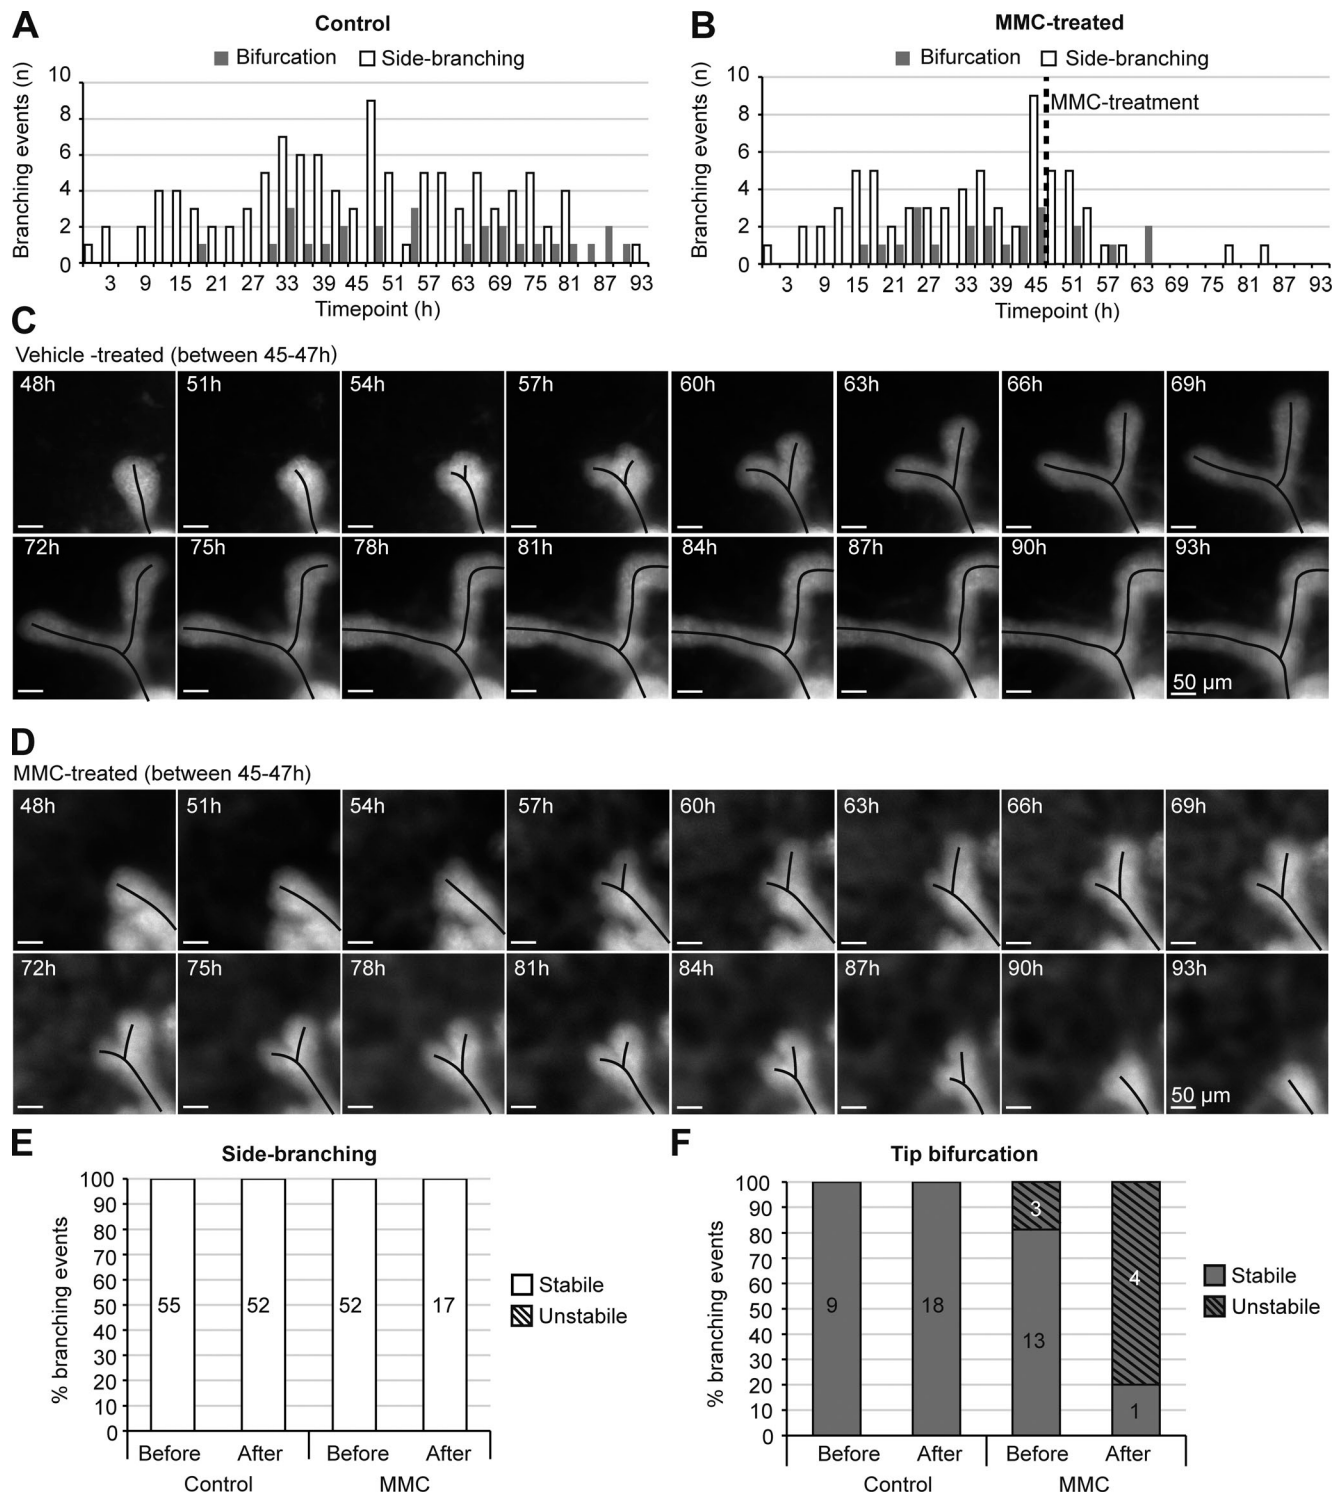 A
Control
Bifurcation Side-branching
Branching events (n)
10
8
6
4
2
0
3 9 15 21 27 33 39 45 51 57 63 69 75 81 87 93
Timepoint (h)
B
MMC-treated
Bifurcation Side-branching
Branching events (n)
10
8
6
4
2
0
MMC-treatment
3 9 15 21 27 33 39 45 51 57 63 69 75 81 87 93
Timepoint (h)
C
Vehicle -treated (between 45-47h)
48h 51h 54h 57h 60h 63h 66h 69h
72h 75h 78h 81h 84h 87h 90h 93h
50 µm
D
MMC-treated (between 45-47h)
48h 51h 54h 57h 60h 63h 66h 69h
72h 75h 78h 81h 84h 87h 90h 93h
50 µm
E
Side-branching
% branching events
100
90
80
70
60
50
40
30
20
10
0
55 52 52 17
Stabile
Unstabile
Before After Before After
Control MMC
F
Tip bifurcation
% branching events
100
90
80
70
60
50
40
30
20
10
0
3
4
9 18
13
1
Stabile
Unstabile
Before After Before After
Control MMC